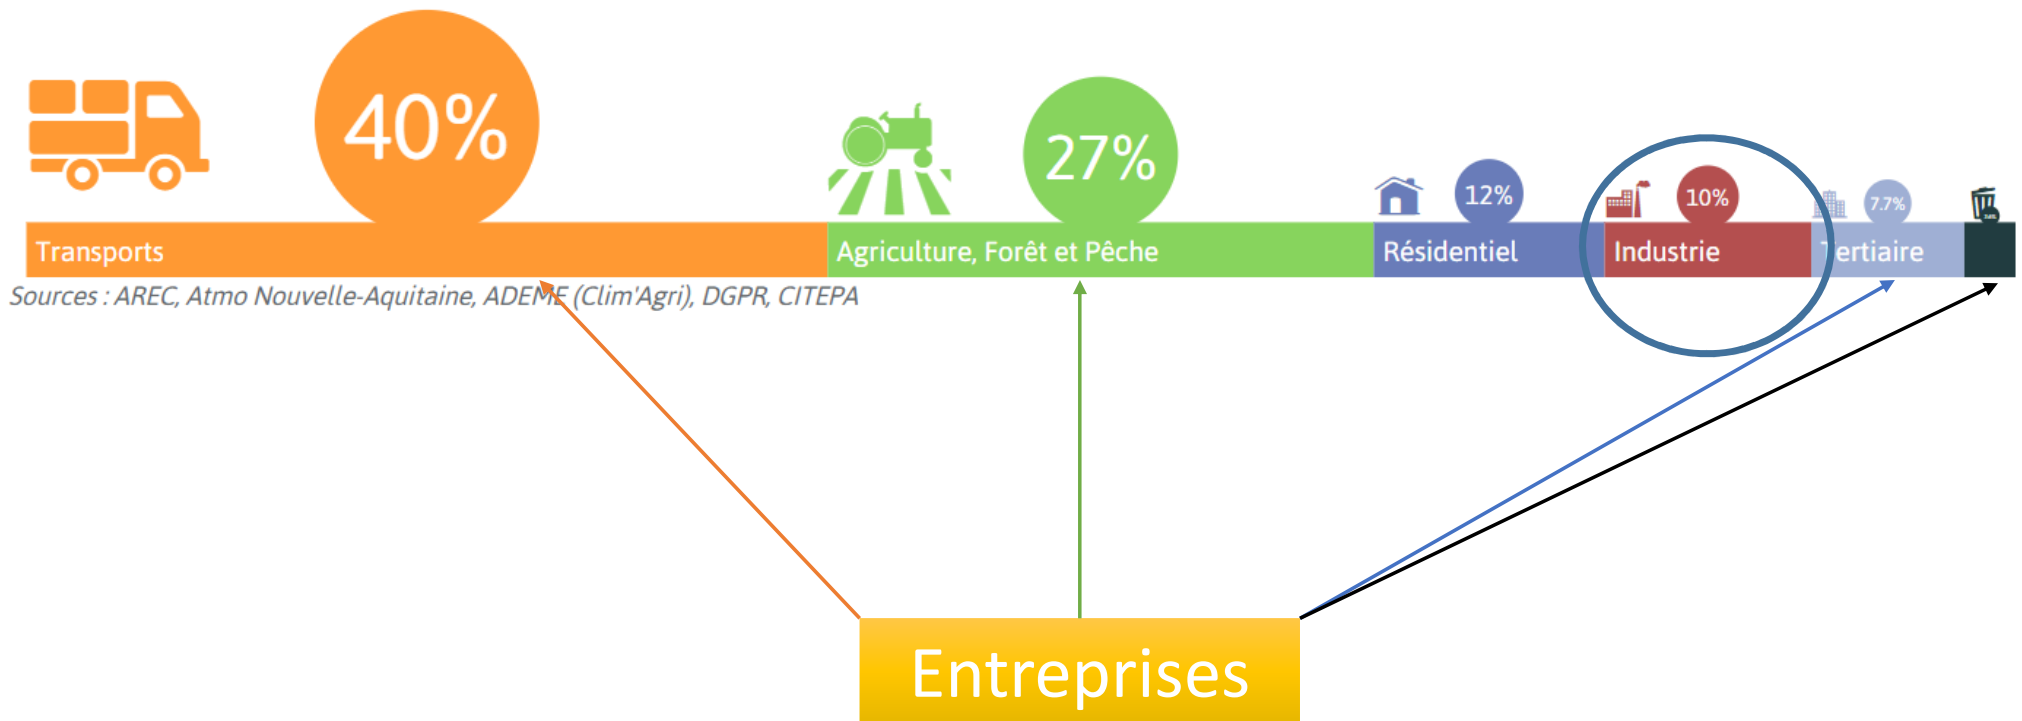 40%
27%
12%
10%
7.7%
Transports
Agriculture, Forêt et Pêche
Résidentiel
Industrie
Tertiaire
Sources : AREC, Atmo Nouvelle-Aquitaine, ADEME (Clim'Agri), DGPR, CITEPA
Entreprises